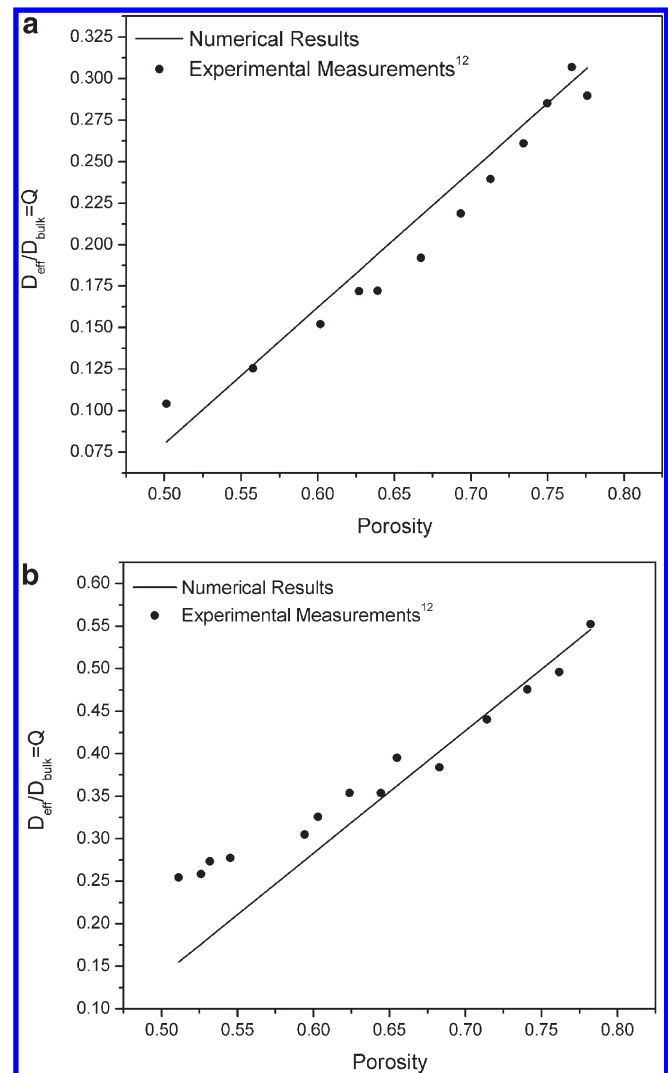 a
Numerical Results
Experimental Measurements¹²
0.325
0.300
0.275
0.250
0.225
0.200
0.175
0.150
0.125
0.100
0.075
D_eff/D_bulk=Q
0.50 0.55 0.60 0.65 0.70 0.75 0.80
Porosity
b
Numerical Results
Experimental Measurements¹²
0.60
0.55
0.50
0.45
0.40
0.35
0.30
0.25
0.20
0.15
0.10
D_eff/D_bulk=Q
0.50 0.55 0.60 0.65 0.70 0.75 0.80
Porosity